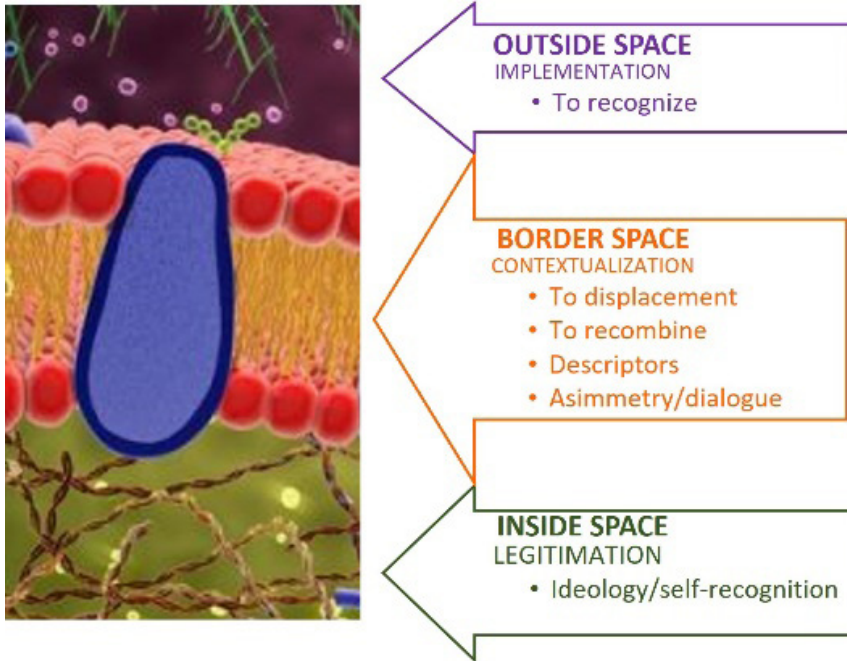 OUTSIDE SPACE
IMPLEMENTATION
• To recognize
BORDER SPACE
CONTEXTUALIZATION
• To displacement
• To recombine
• Descriptors
• Asimmetry/dialogue
INSIDE SPACE
LEGITIMATION
• Ideology/self-recognition